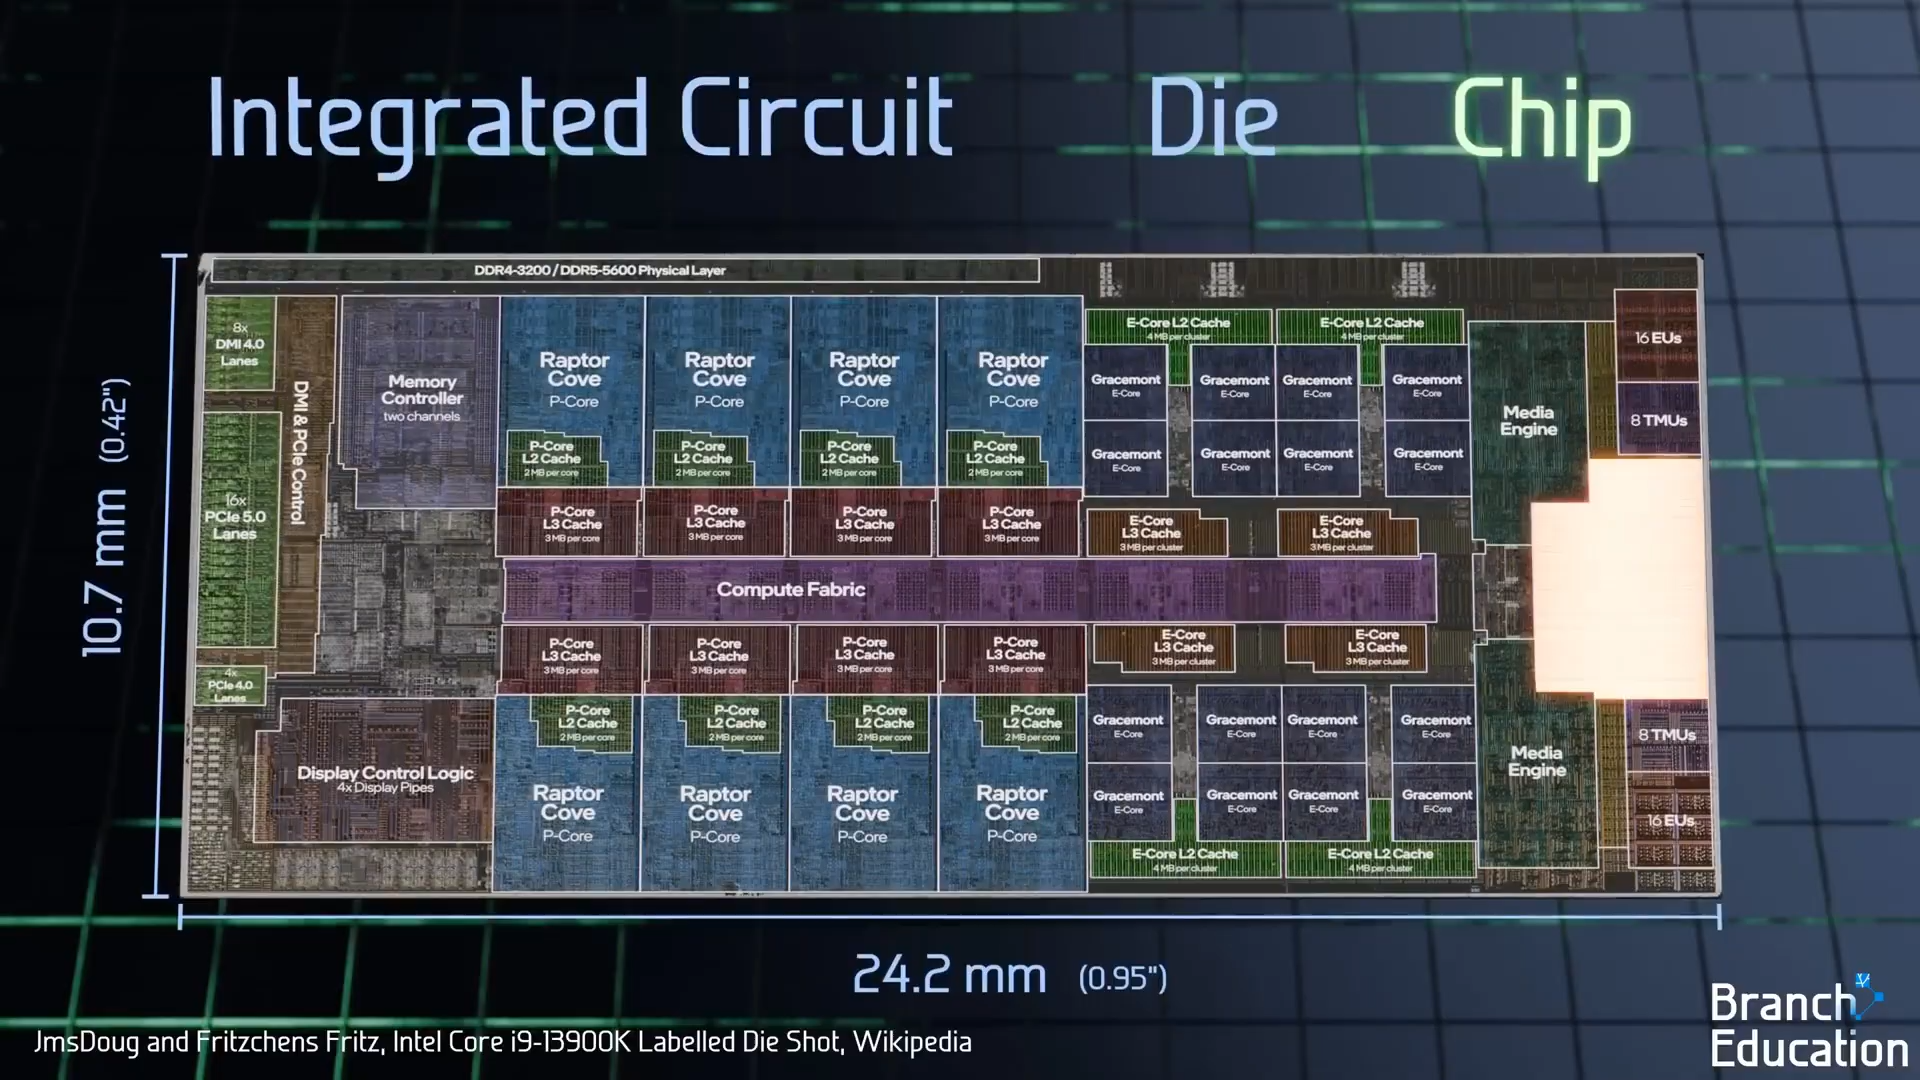 Integrated Circuit Die Chip
DDR4-3200 / DDR5-5600 Physical Layer
8x
DMI 4.0
Lanes
16x
PCIe 5.0
Lanes
4x
PCIe 4.0
Lanes
DMI & PCIe Control
Memory
Controller
two channels
Display Control Logic
4x Display Pipes
Raptor
Cove
P-Core
Raptor
Cove
P-Core
Raptor
Cove
P-Core
Raptor
Cove
P-Core
P-Core
L2 Cache
2 MB per core
P-Core
L2 Cache
2 MB per core
P-Core
L2 Cache
2 MB per core
P-Core
L2 Cache
2 MB per core
P-Core
L3 Cache
3 MB per core
P-Core
L3 Cache
3 MB per core
P-Core
L3 Cache
3 MB per core
P-Core
L3 Cache
3 MB per core
Compute Fabric
P-Core
L3 Cache
3 MB per core
P-Core
L3 Cache
3 MB per core
P-Core
L3 Cache
3 MB per core
P-Core
L3 Cache
3 MB per core
P-Core
L2 Cache
2 MB per core
P-Core
L2 Cache
2 MB per core
P-Core
L2 Cache
2 MB per core
P-Core
L2 Cache
2 MB per core
Raptor
Cove
P-Core
Raptor
Cove
P-Core
Raptor
Cove
P-Core
Raptor
Cove
P-Core
E-Core L2 Cache
4 MB per cluster
E-Core L2 Cache
4 MB per cluster
Gracemont
E-Core
Gracemont
E-Core
Gracemont
E-Core
Gracemont
E-Core
Gracemont
E-Core
Gracemont
E-Core
Gracemont
E-Core
Gracemont
E-Core
E-Core
L3 Cache
3 MB per cluster
E-Core
L3 Cache
3 MB per cluster
E-Core
L3 Cache
3 MB per cluster
E-Core
L3 Cache
3 MB per cluster
Gracemont
E-Core
Gracemont
E-Core
Gracemont
E-Core
Gracemont
E-Core
Gracemont
E-Core
Gracemont
E-Core
Gracemont
E-Core
Gracemont
E-Core
E-Core L2 Cache
4 MB per cluster
E-Core L2 Cache
4 MB per cluster
Media
Engine
16 EUs
8 TMUs
Media
Engine
8 TMUs
16 EUs
10.7 mm (0.42")
24.2 mm (0.95")
JmsDoug and Fritzchens Fritz, Intel Core i9-13900K Labelled Die Shot, Wikipedia
Branch
Education